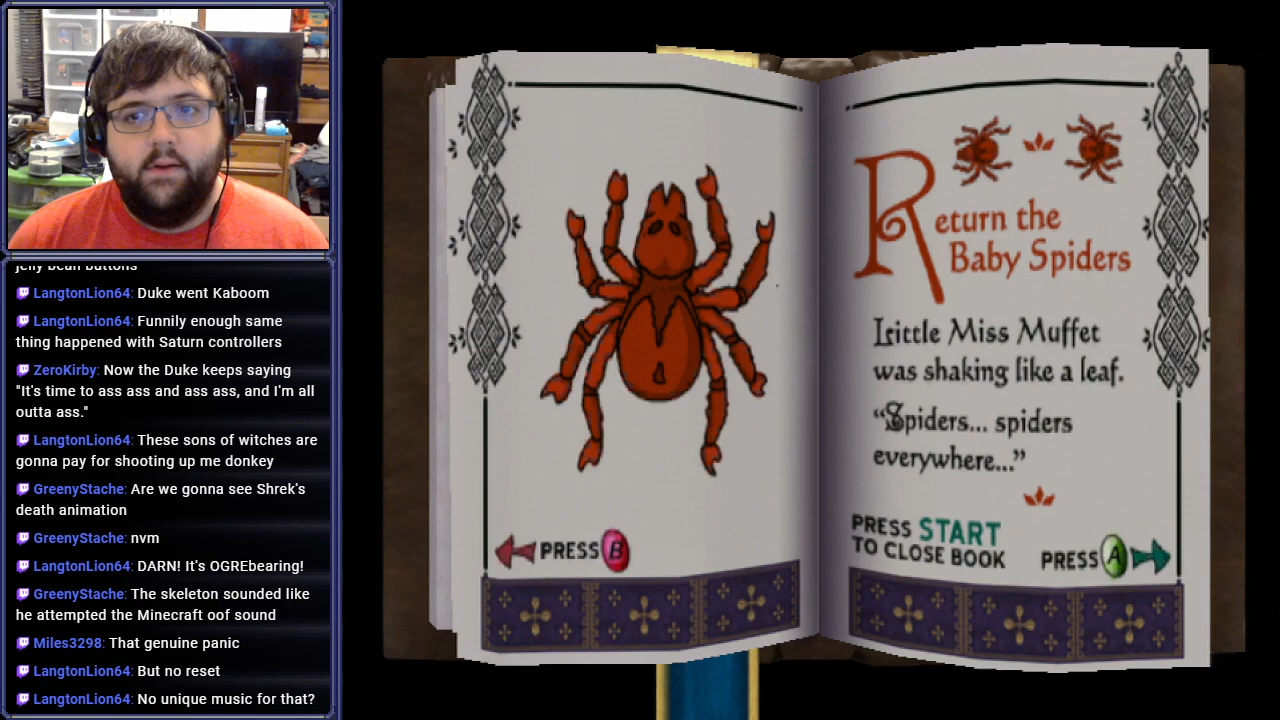 jelly bean buttons
LangtonLion64: Duke went Kaboom
LangtonLion64: Funnily enough same
thing happened with Saturn controllers
ZeroKirby: Now the Duke keeps saying
"It's time to ass ass and ass ass, and I'm all
outta ass."
LangtonLion64: These sons of witches are
gonna pay for shooting up me donkey
GreenyStache: Are we gonna see Shrek's
death animation
GreenyStache: nvm
LangtonLion64: DARN! It's OGREbearing!
GreenyStache: The skeleton sounded like
he attempted the Minecraft oof sound
Miles3298: That genuine panic
LangtonLion64: But no reset
LangtonLion64: No unique music for that?
PRESS B
Return the
Baby Spiders
Little Miss Muffet
was shaking like a leaf.
“Spiders... spiders
everywhere...”
PRESS START
TO CLOSE BOOK
PRESS A